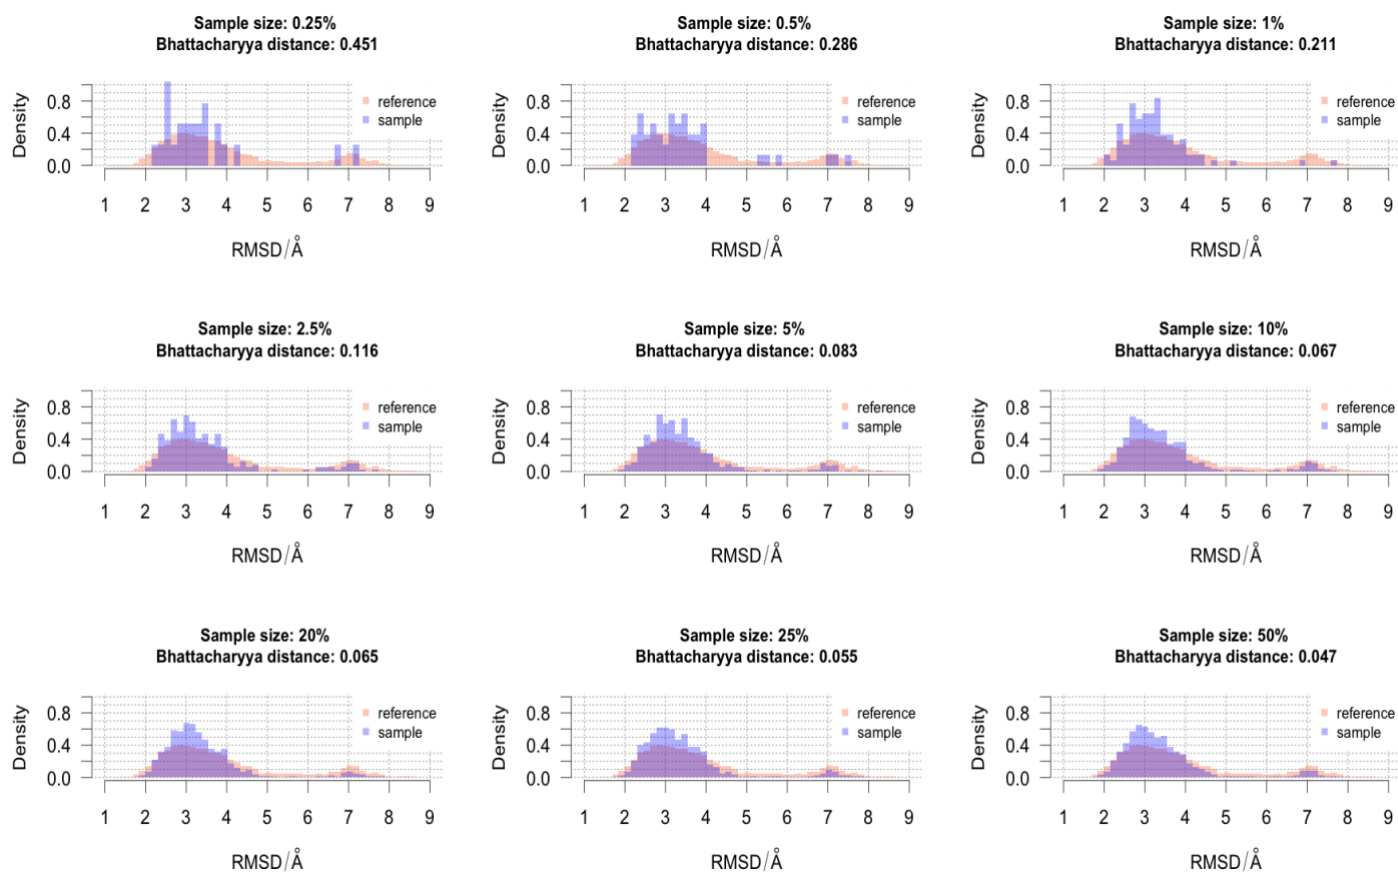 Sample size: 0.25%
Bhattacharyya distance: 0.451
Density
0.8
0.4
0.0
reference
sample
1 2 3 4 5 6 7 8 9
RMSD/Å
Sample size: 0.5%
Bhattacharyya distance: 0.286
Density
0.8
0.4
0.0
reference
sample
1 2 3 4 5 6 7 8 9
RMSD/Å
Sample size: 1%
Bhattacharyya distance: 0.211
Density
0.8
0.4
0.0
reference
sample
1 2 3 4 5 6 7 8 9
RMSD/Å
Sample size: 2.5%
Bhattacharyya distance: 0.116
Density
0.8
0.4
0.0
reference
sample
1 2 3 4 5 6 7 8 9
RMSD/Å
Sample size: 5%
Bhattacharyya distance: 0.083
Density
0.8
0.4
0.0
reference
sample
1 2 3 4 5 6 7 8 9
RMSD/Å
Sample size: 10%
Bhattacharyya distance: 0.067
Density
0.8
0.4
0.0
reference
sample
1 2 3 4 5 6 7 8 9
RMSD/Å
Sample size: 20%
Bhattacharyya distance: 0.065
Density
0.8
0.4
0.0
reference
sample
1 2 3 4 5 6 7 8 9
RMSD/Å
Sample size: 25%
Bhattacharyya distance: 0.055
Density
0.8
0.4
0.0
reference
sample
1 2 3 4 5 6 7 8 9
RMSD/Å
Sample size: 50%
Bhattacharyya distance: 0.047
Density
0.8
0.4
0.0
reference
sample
1 2 3 4 5 6 7 8 9
RMSD/Å